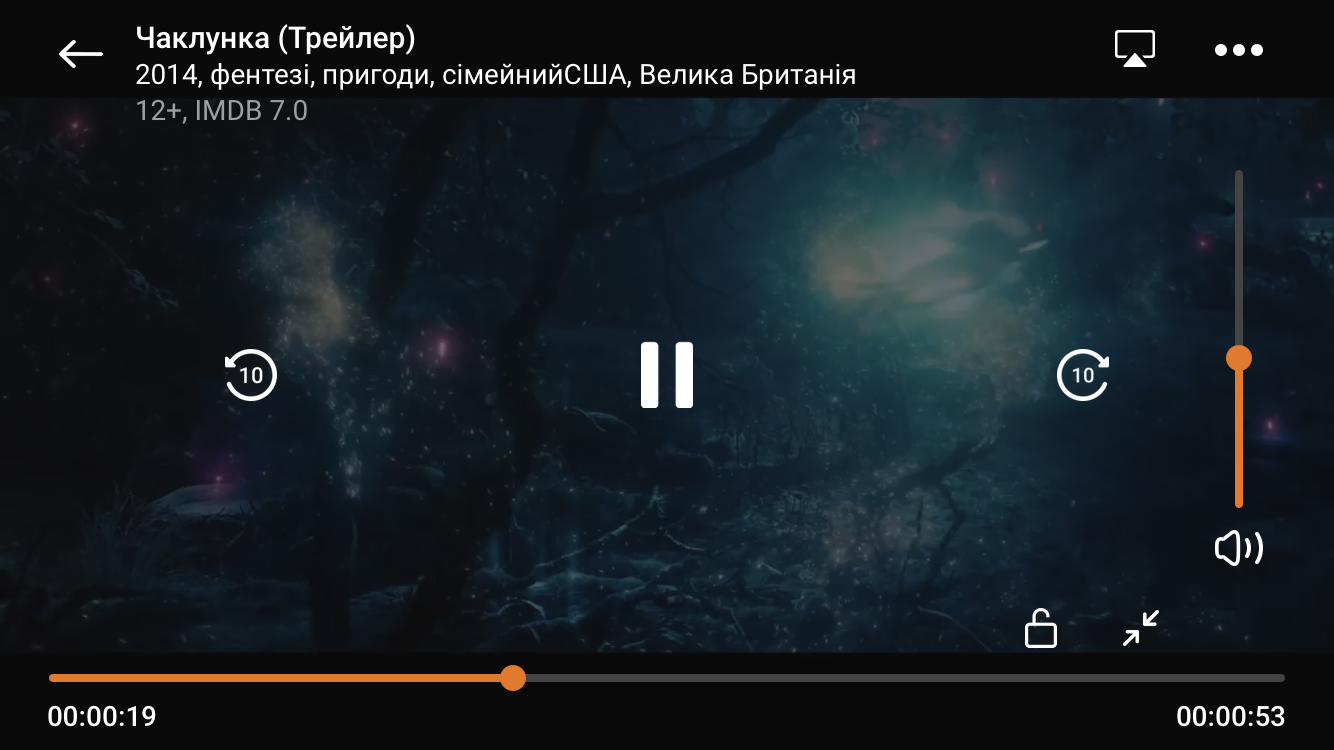 Чаклунка (Трейлер)
2014, фентезі, пригоди, сімейнийСША, Велика Британія
12+, IMDB 7.0
10
10
00:00:19
00:00:53